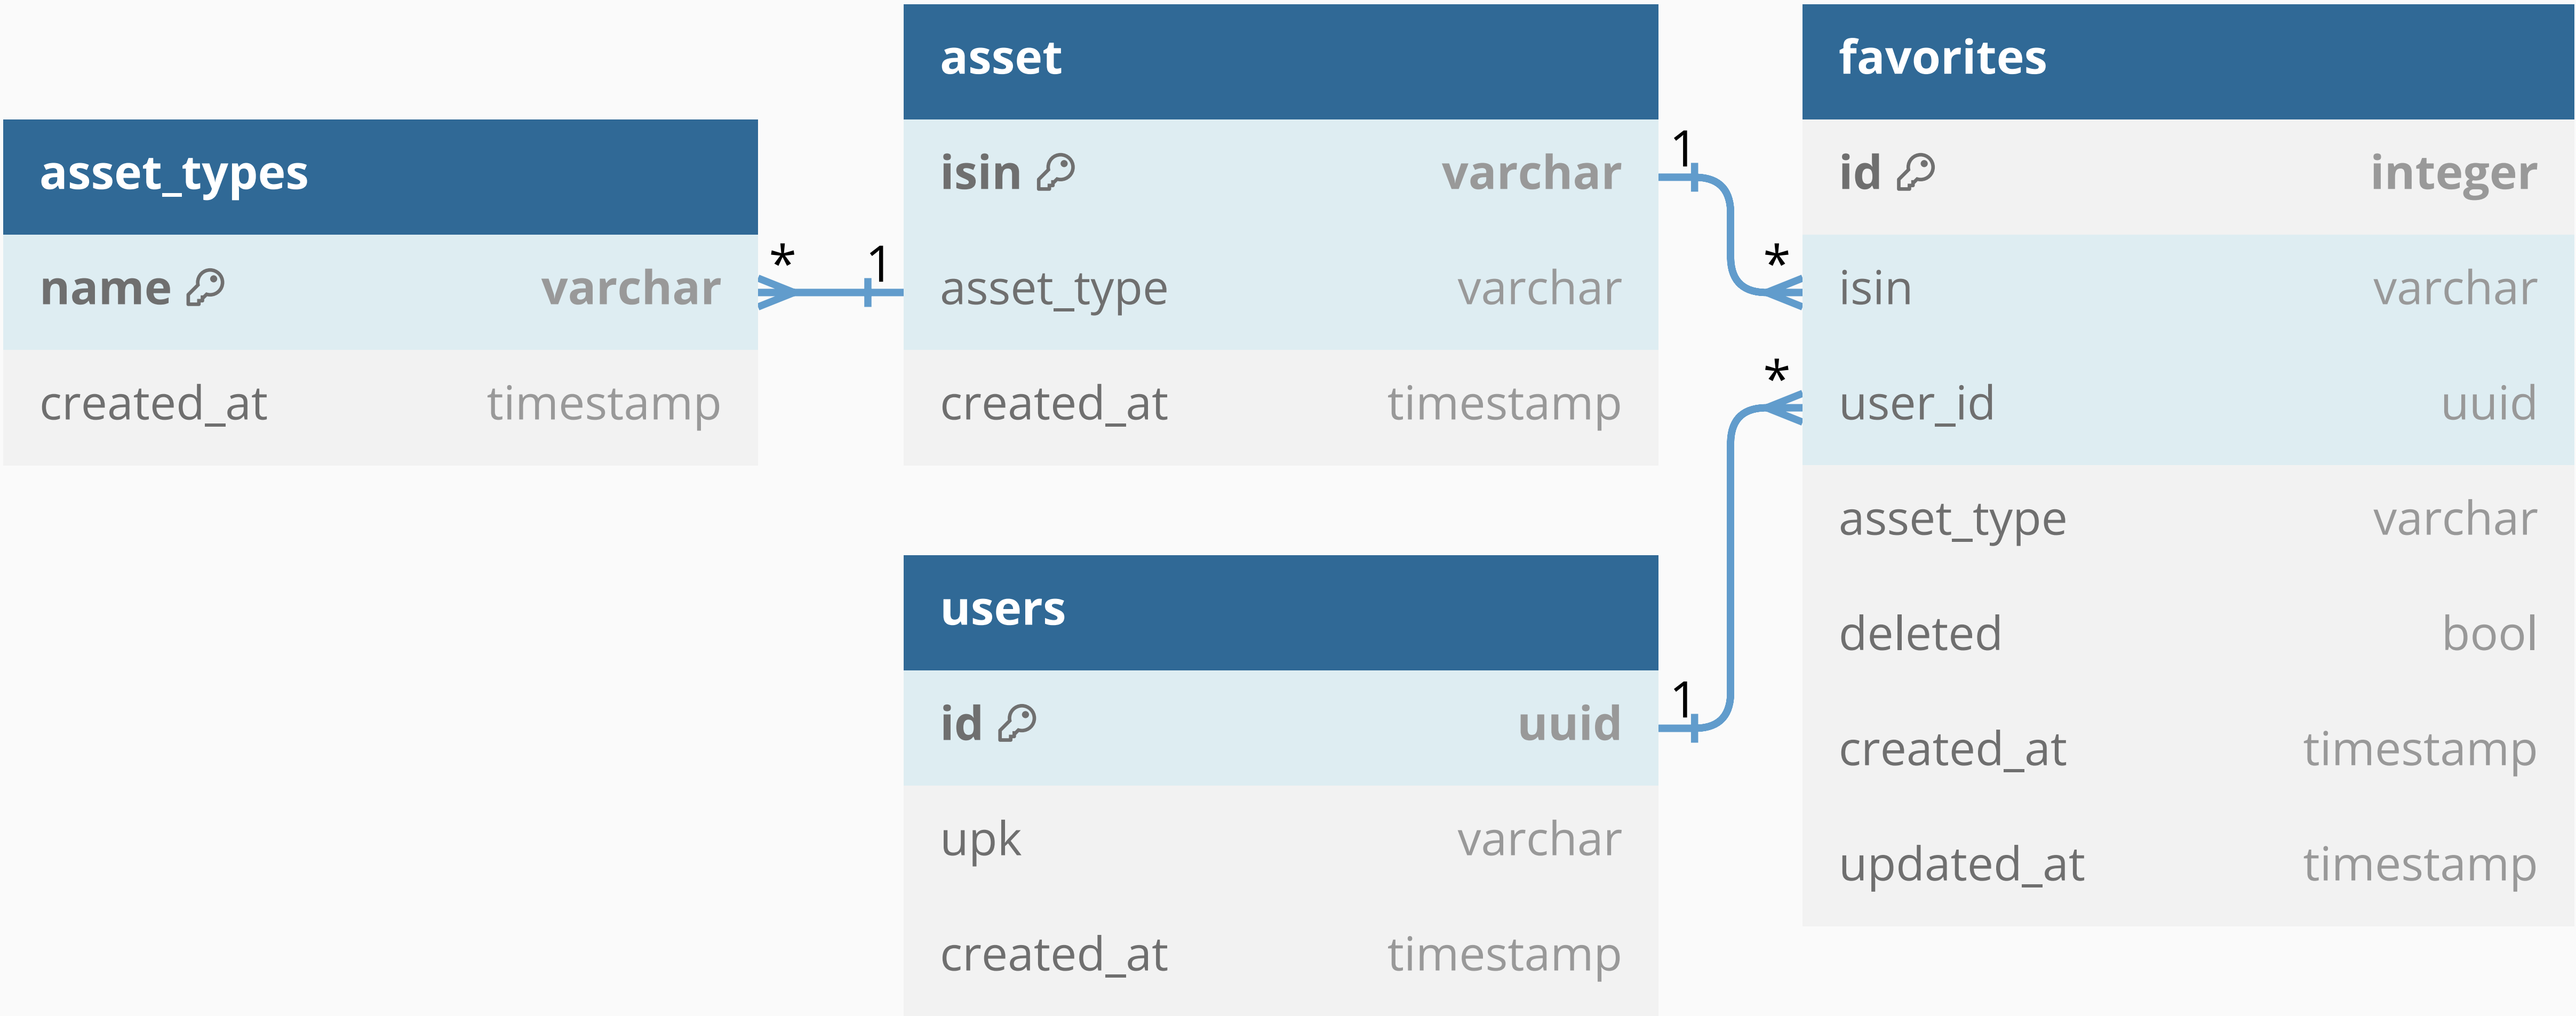 asset_types
name varchar
created_at timestamp
* 1
asset
isin varchar
asset_type varchar
created_at timestamp
1
*
users
id uuid
upk varchar
created_at timestamp
1
*
favorites
id integer
isin varchar
user_id uuid
asset_type varchar
deleted bool
created_at timestamp
updated_at timestamp